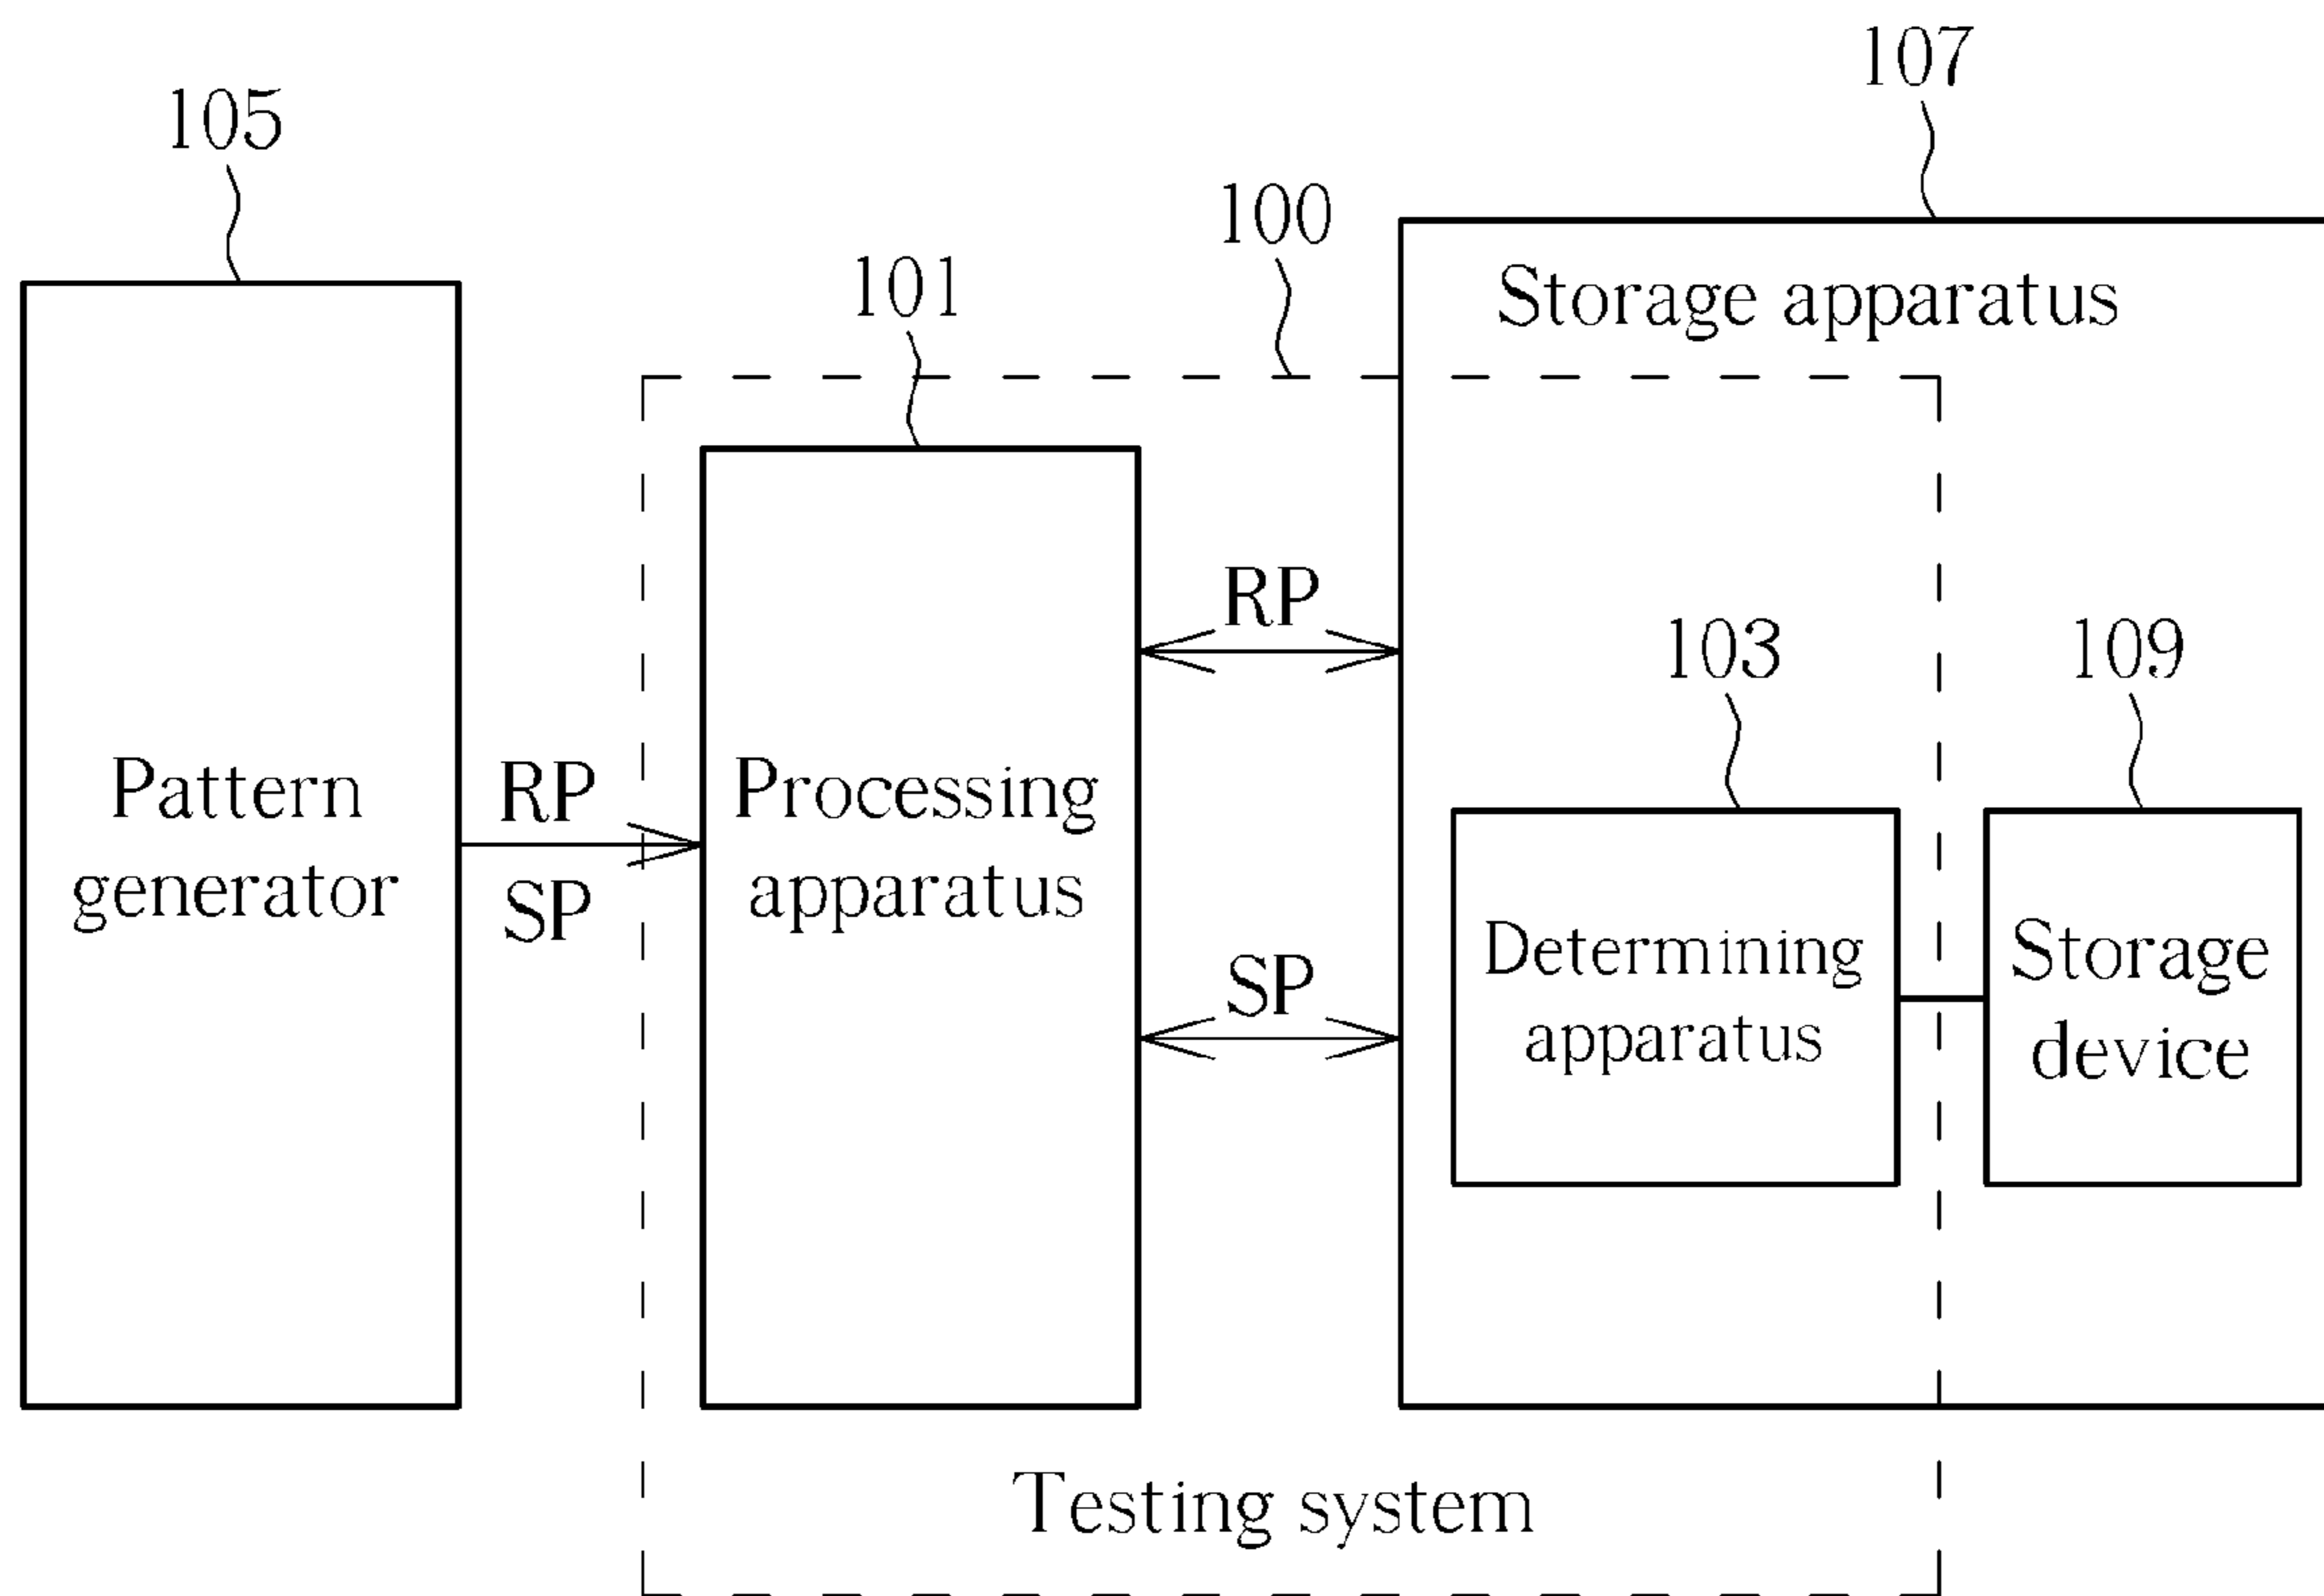 107
105
100
101
Storage apparatus
RP
103
109
Pattern
generator
RP
SP
Processing
apparatus
SP
Determining
apparatus
Storage
device
Testing system